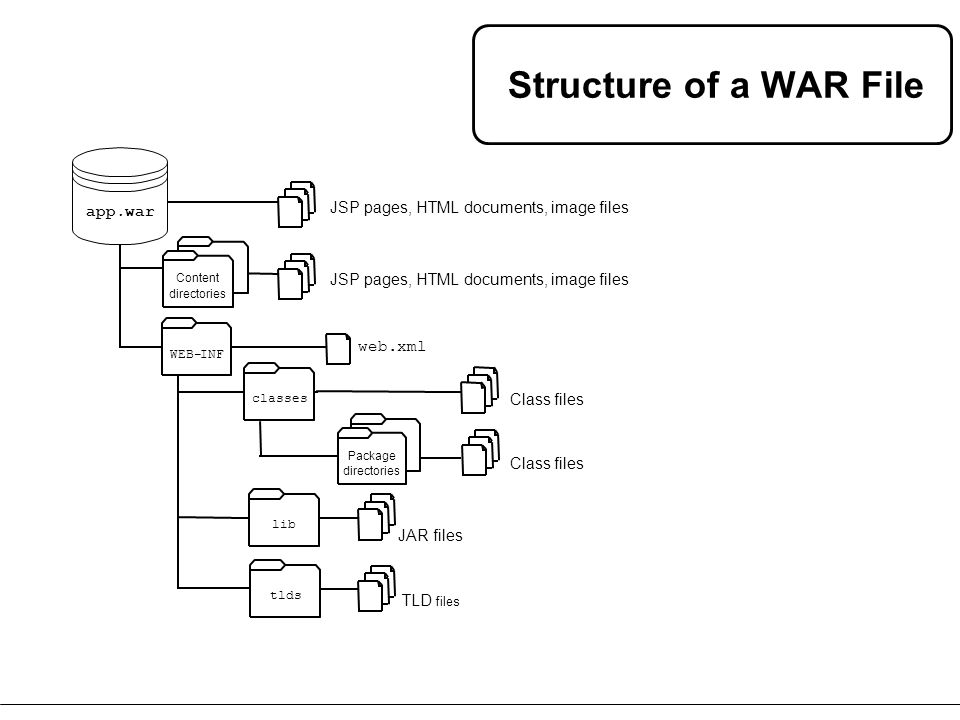 Structure of a WAR File
app.war
JSP pages, HTML documents, image files
Content
directories
JSP pages, HTML documents, image files
WEB-INF
web.xml
classes
Class files
Package
directories
Class files
lib
JAR files
tlds
TLD files